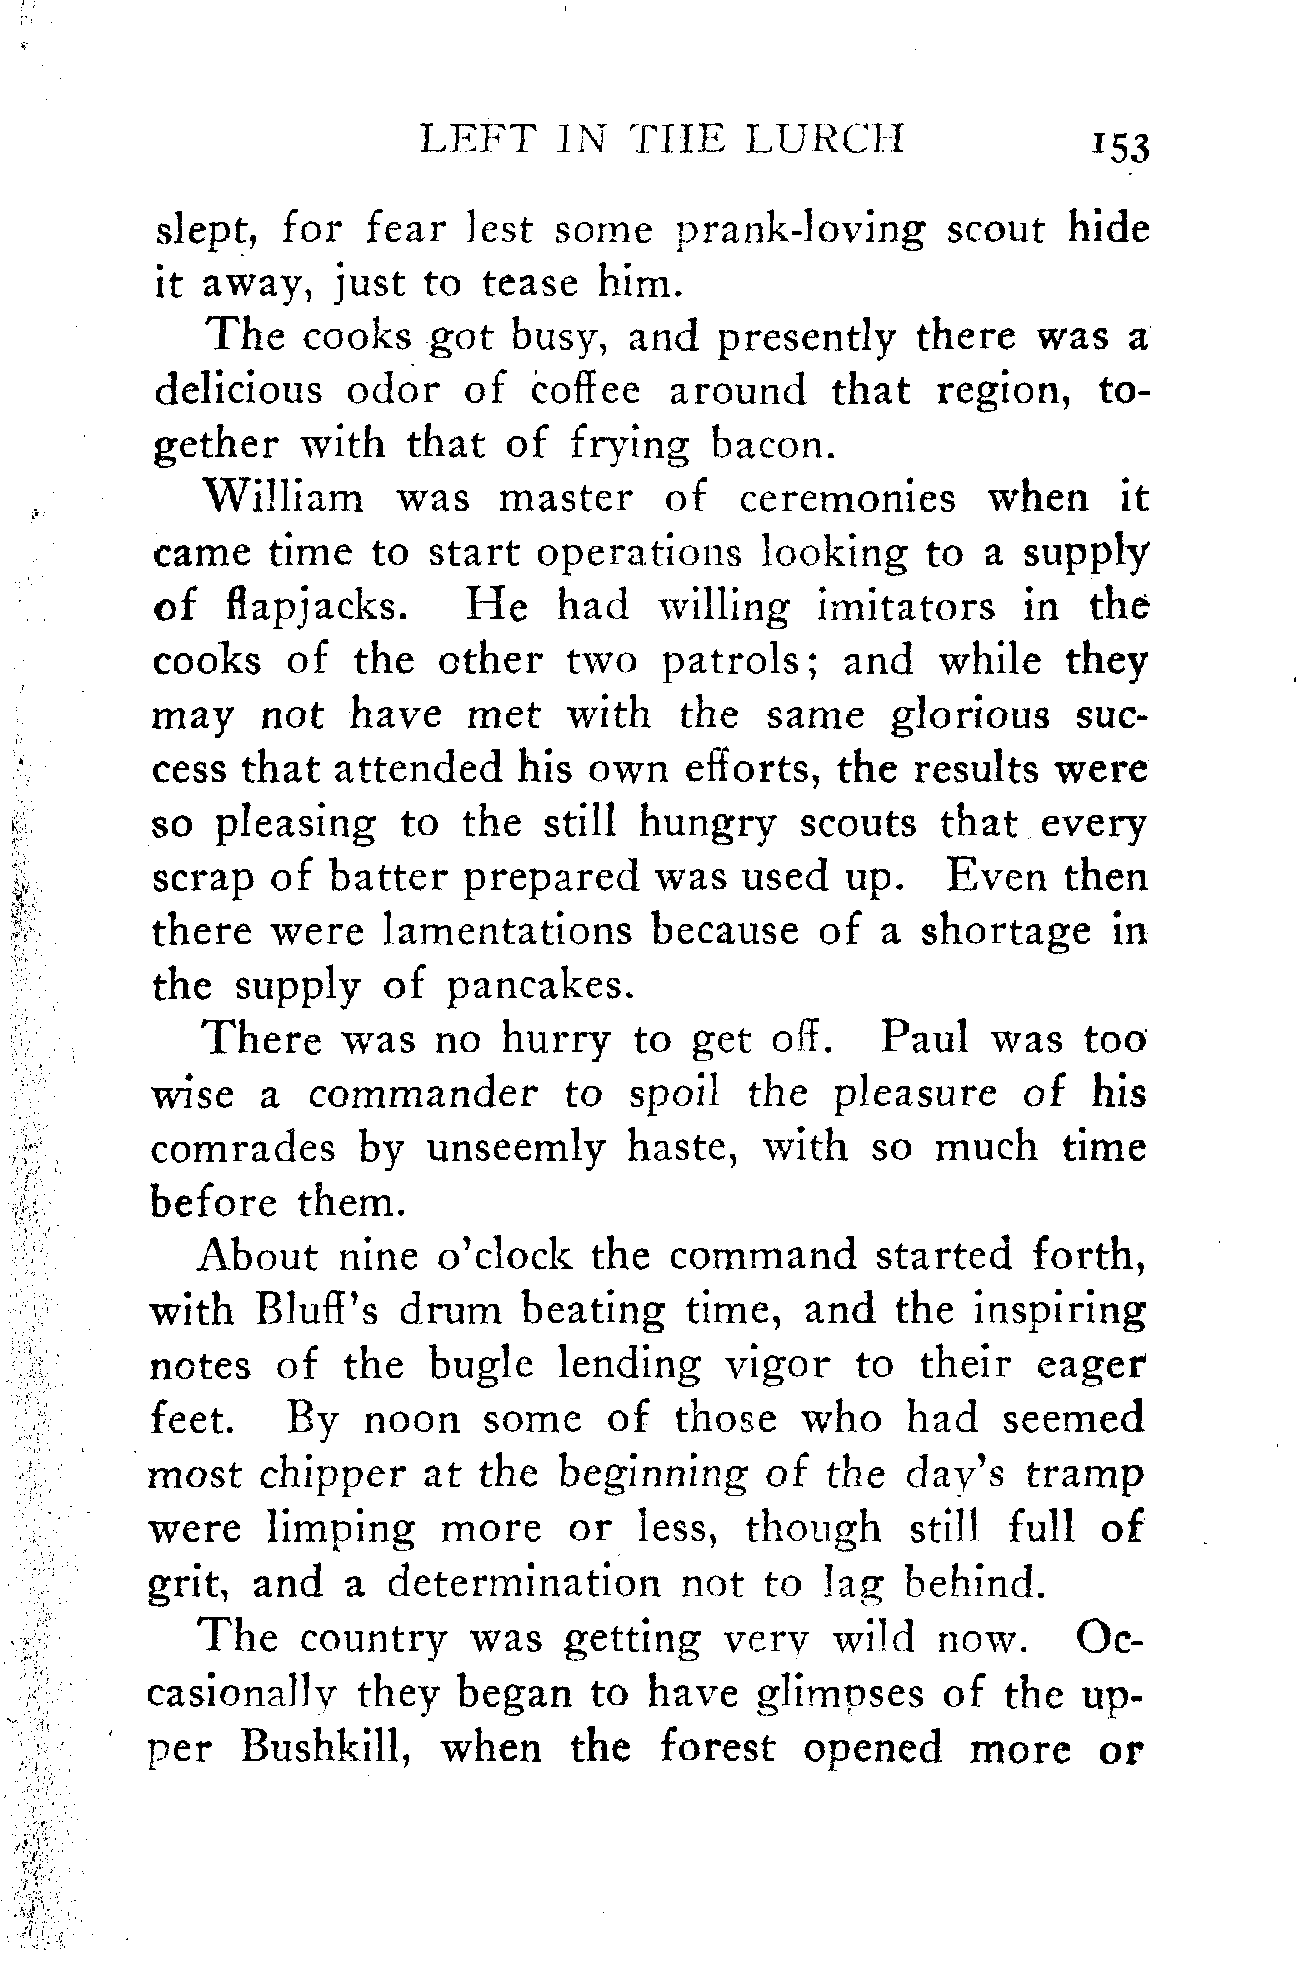 LEFT IN THE LURCH 153
slept, for fear lest some prank-loving scout hide
it away, just to tease him.
The cooks got busy, and presently there was a
delicious odor of coffee around that region, to-
gether with that of frying bacon.
William was master of ceremonies when it
came time to start operations looking to a supply
of flapjacks. He had willing imitators in the
cooks of the other two patrols; and while they
may not have met with the same glorious suc-
cess that attended his own efforts, the results were
so pleasing to the still hungry scouts that every
scrap of batter prepared was used up. Even then
there were lamentations because of a shortage in
the supply of pancakes.
There was no hurry to get off. Paul was too
wise a commander to spoil the pleasure of his
comrades by unseemly haste, with so much time
before them.
About nine o'clock the command started forth,
with Bluff's drum beating time, and the inspiring
notes of the bugle lending vigor to their eager
feet. By noon some of those who had seemed
most chipper at the beginning of the day's tramp
were limping more or less, though still full of
grit, and a determination not to lag behind.
The country was getting very wild now. Oc-
casionally they began to have glimpses of the up-
per Bushkill, when the forest opened more or